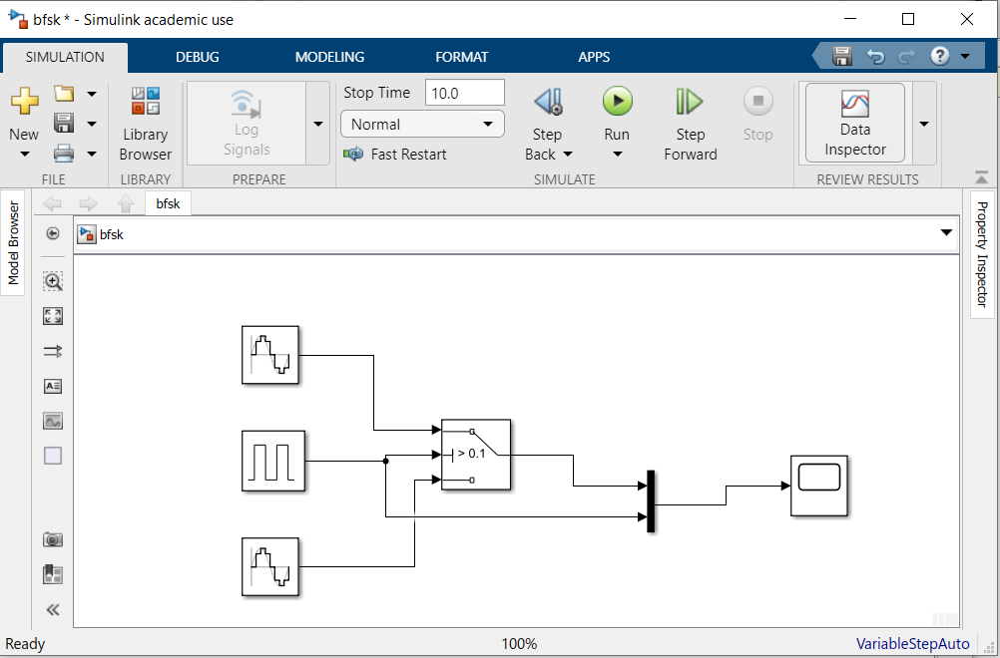 bfsk * - Simulink academic use
SIMULATION DEBUG MODELING FORMAT APPS
?
New
FILE
Library
Browser
LIBRARY
Log
Signals
PREPARE
Stop Time 10.0
Normal
Fast Restart
Step
Back
Run
Step
Forward
Stop
SIMULATE
Data
Inspector
REVIEW RESULTS
Model Browser
bfsk
bfsk
Property Inspector
A
> 0.1
Ready 100% VariableStepAuto